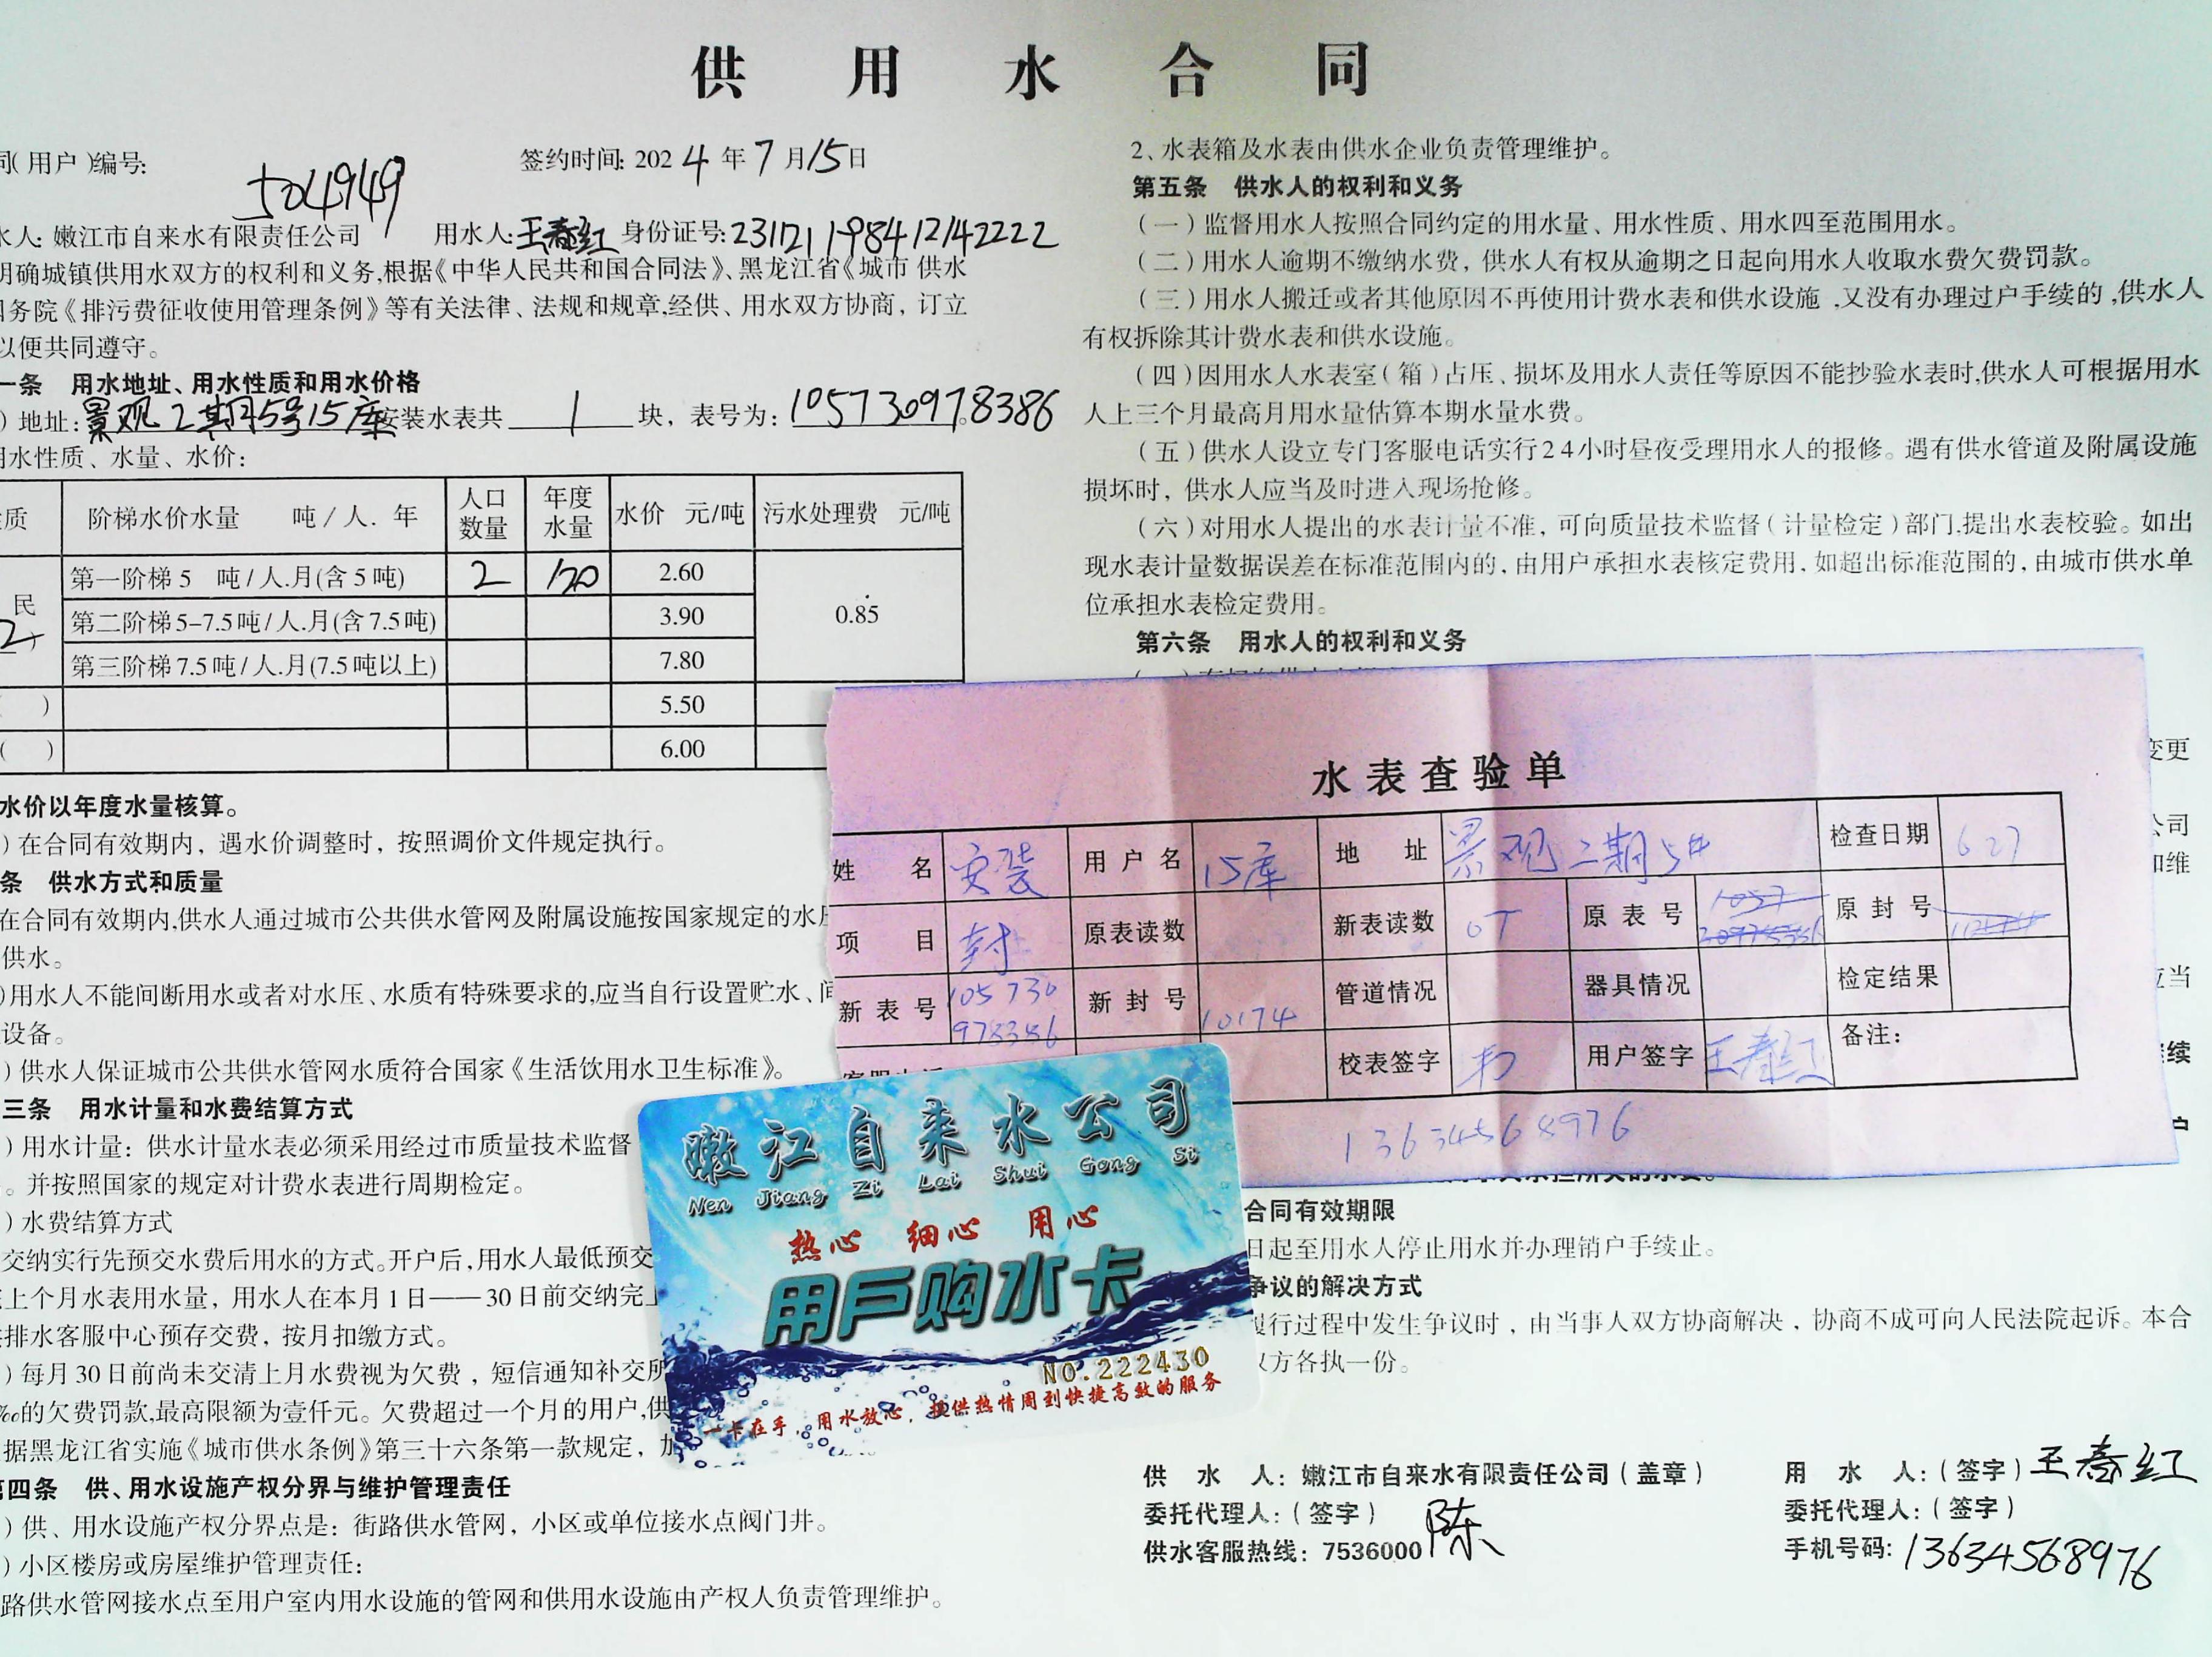 供用水合同
同(用户)编号: 504949
签约时间: 2024年7月15日
水人: 嫩江市自来水有限责任公司 用水人: 王春红 身份证号: 231121198412142222
明确城镇供用水双方的权利和义务,根据《中华人民共和国合同法》、黑龙江省《城市 供水
国务院《排污费征收使用管理条例》等有关法律、法规和规章,经供、用水双方协商,订立
以便共同遵守。
一条 用水地址、用水性质和用水价格
)地址: 景观2期5号15库 安装水表共 1 块, 表号为: 105730978386。
用水性质、水量、水价:
质 阶梯水价水量 吨/人.年 人口数量 年度水量 水价 元/吨 污水处理费 元/吨
民 第一阶梯5 吨/人.月(含5吨) 2 120 2.60 0.85
第二阶梯5-7.5吨/人.月(含7.5吨) 3.90
第三阶梯7.5吨/人.月(7.5吨以上) 7.80
( ) 5.50
( ) 6.00
水价以年度水量核算。
)在合同有效期内, 遇水价调整时, 按照调价文件规定执行。
条 供水方式和质量
在合同有效期内,供水人通过城市公共供水管网及附属设施按国家规定的水
供水。
)用水人不能间断用水或者对水压、水质有特殊要求的,应当自行设置贮水、间
设备。
)供水人保证城市公共供水管网水质符合国家《生活饮用水卫生标准》。
三条 用水计量和水费结算方式
)用水计量: 供水计量水表必须采用经过市质量技术监督
。并按照国家的规定对计费水表进行周期检定。
)水费结算方式
交纳实行先预交水费后用水的方式。开户后,用水人最低预交
上个月水表用水量, 用水人在本月1日——30日前交纳完
排水客服中心预存交费, 按月扣缴方式。
)每月30日前尚未交清上月水费视为欠费, 短信通知补交所
‰的欠费罚款,最高限额为壹仟元。欠费超过一个月的用户,供
据黑龙江省实施《城市供水条例》第三十六条第一款规定, 加
第四条 供、用水设施产权分界与维护管理责任
)供、用水设施产权分界点是: 街路供水管网, 小区或单位接水点阀门井。
)小区楼房或房屋维护管理责任:
路供水管网接水点至用户室内用水设施的管网和供用水设施由产权人负责管理维护。
2、水表箱及水表由供水企业负责管理维护。
第五条 供水人的权利和义务
(一)监督用水人按照合同约定的用水量、用水性质、用水四至范围用水。
(二)用水人逾期不缴纳水费, 供水人有权从逾期之日起向用水人收取水费欠费罚款。
(三)用水人搬迁或者其他原因不再使用计费水表和供水设施,又没有办理过户手续的,供水人
有权拆除其计费水表和供水设施。
(四)因用水人水表室(箱)占压、损坏及用水人责任等原因不能抄验水表时,供水人可根据用水
人上三个月最高月用水量估算本期水量水费。
(五)供水人设立专门客服电话实行24小时昼夜受理用水人的报修。遇有供水管道及附属设施
损坏时, 供水人应当及时进入现场抢修。
(六)对用水人提出的水表计量不准, 可向质量技术监督(计量检定)部门,提出水表校验。如出
现水表计量数据误差在标准范围内的, 由用户承担水表核定费用, 如超出标准范围的, 由城市供水单
位承担水表检定费用。
第六条 用水人的权利和义务
变更
公司
和维
应当
续
户
水表查验单
姓名 安装 用户名 15库 地址 景观二期5# 检查日期 627
项目 封 原表读数 新表读数 0T 原表号 原封号
新表号 105730978386 新封号 10174 管道情况 器具情况 检定结果
校表签字 用户签字 王春红 备注:
13634568976
嫩江自来水公司
Nen Jiang Zi Lai Shui Gong Si
热心 细心 用心
用户购水卡
NO.222430
一卡在手,用水放心,提供热情周到快捷高效的服务
合同有效期限
日起至用水人停止用水并办理销户手续止。
争议的解决方式
履行过程中发生争议时, 由当事人双方协商解决, 协商不成可向人民法院起诉。本合
双方各执一份。
供水人: 嫩江市自来水有限责任公司(盖章)
委托代理人:(签字) 陈
供水客服热线: 7536000
用水人:(签字) 王春红
委托代理人:(签字)
手机号码: 13634568976